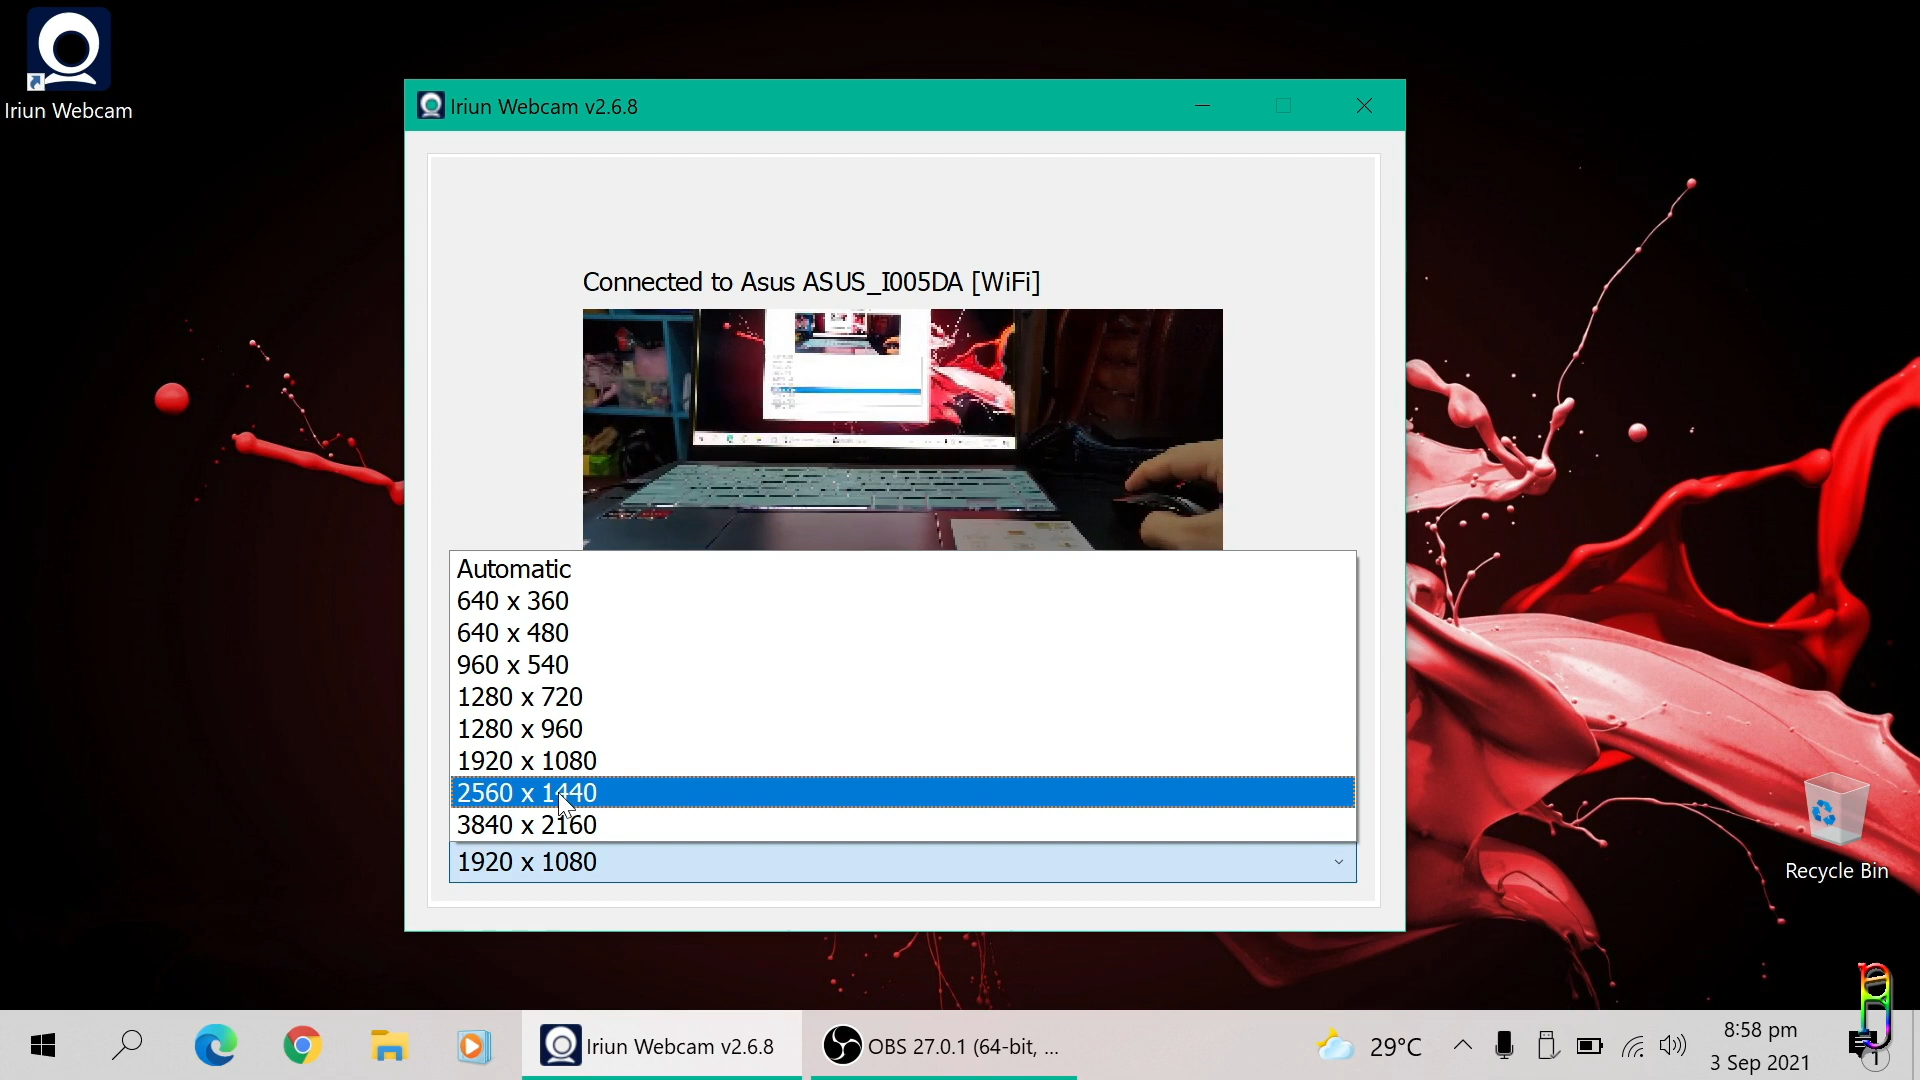 Iriun Webcam
Iriun Webcam v2.6.8
Connected to Asus ASUS_I005DA [WiFi]
Automatic
640 x 360
640 x 480
960 x 540
1280 x 720
1280 x 960
1920 x 1080
2560 x 1440
3840 x 2160
1920 x 1080
Recycle Bin
Iriun Webcam v2.6.8
OBS 27.0.1 (64-bit, ...
29°C
8:58 pm
3 Sep 2021
1